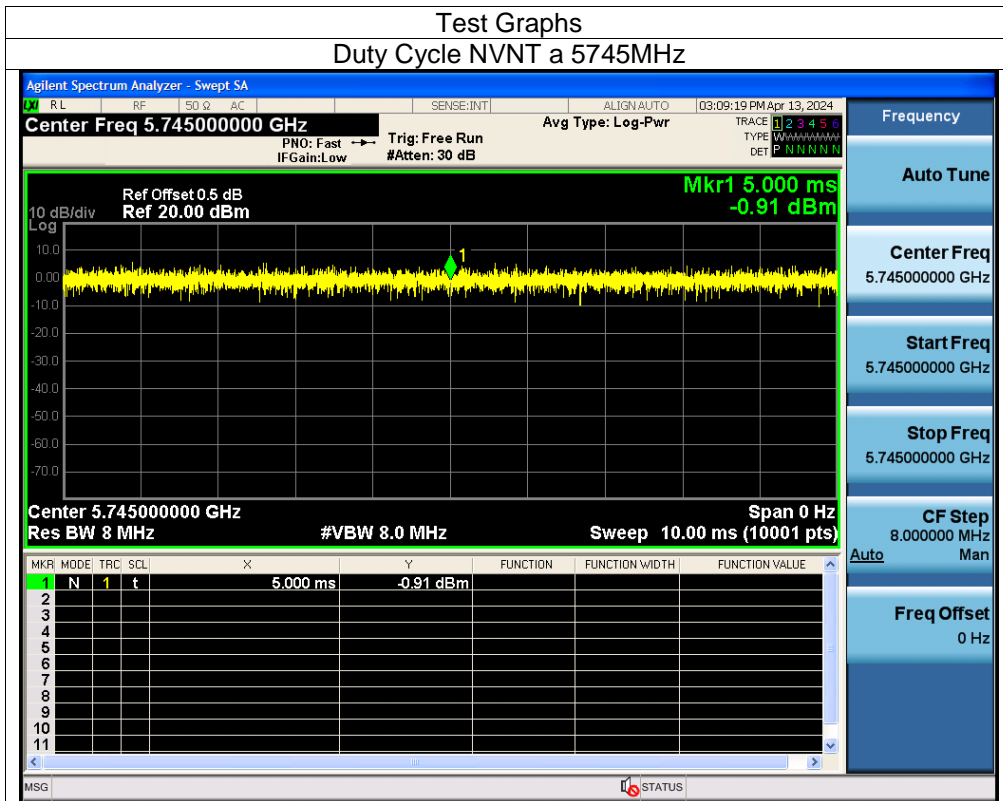 Test Graphs
Duty Cycle NVNT a 5745MHz
Agilent Spectrum Analyzer - Swept SA
LXI RL RF 50 Ω AC SENSE:INT ALIGN AUTO 03:09:19 PM Apr 13, 2024
Center Freq 5.745000000 GHz
PNO: Fast
IFGain:Low
Trig: Free Run
#Atten: 30 dB
Avg Type: Log-Pwr
TRACE 1 2 3 4 5 6
TYPE W
DET P N N N N N
Ref Offset 0.5 dB
10 dB/div Ref 20.00 dBm
Log
Mkr1 5.000 ms
-0.91 dBm
10.0
0.00
-10.0
-20.0
-30.0
-40.0
-50.0
-60.0
-70.0
1
Center 5.745000000 GHz Span 0 Hz
Res BW 8 MHz #VBW 8.0 MHz Sweep 10.00 ms (10001 pts)
MKR MODE TRC SCL X Y FUNCTION FUNCTION WIDTH FUNCTION VALUE
1 N 1 t 5.000 ms -0.91 dBm
2
3
4
5
6
7
8
9
10
11
MSG STATUS
Frequency
Auto Tune
Center Freq
5.745000000 GHz
Start Freq
5.745000000 GHz
Stop Freq
5.745000000 GHz
CF Step
8.000000 MHz
Auto Man
Freq Offset
0 Hz